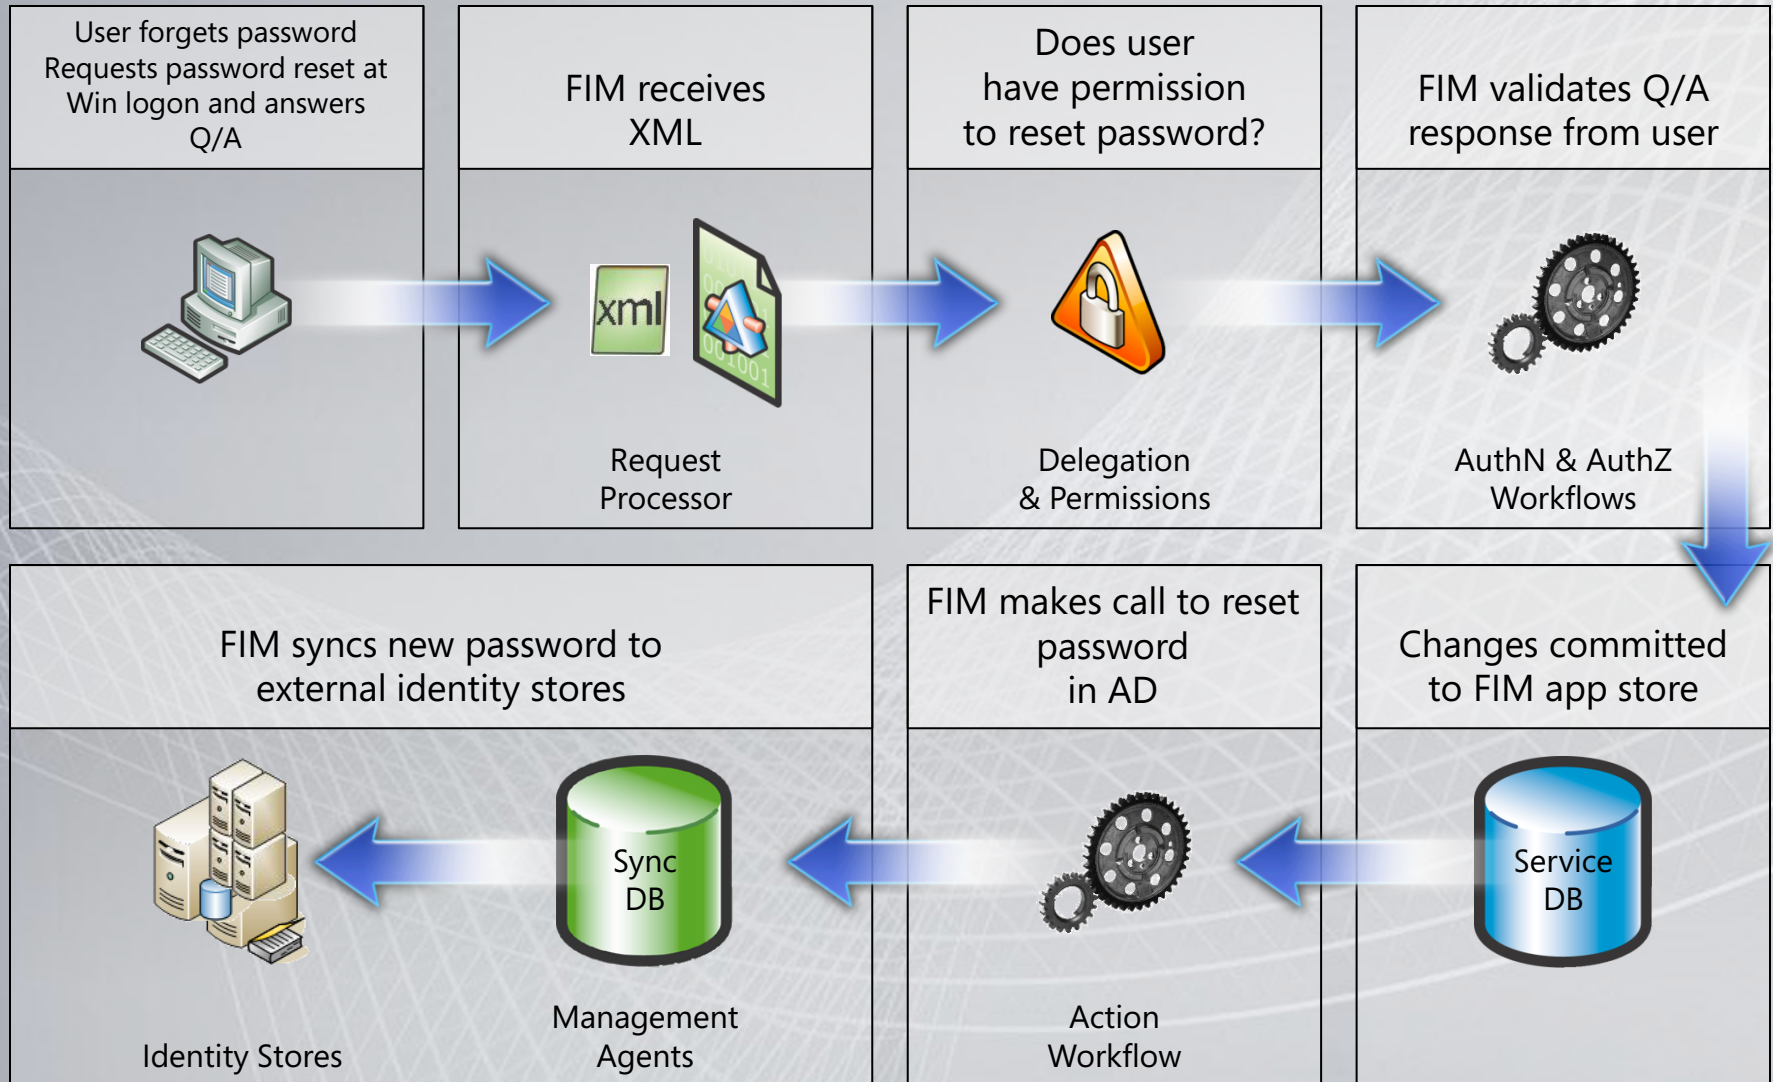 User forgets password
Requests password reset at
Win logon and answers
Q/A
FIM receives
XML
Does user
have permission
to reset password?
FIM validates Q/A
response from user
xml
001001
Request
Processor
Delegation
& Permissions
AuthN & AuthZ
Workflows
FIM syncs new password to
external identity stores
FIM makes call to reset
password
in AD
Changes committed
to FIM app store
Sync
DB
Service
DB
Identity Stores
Management
Agents
Action
Workflow